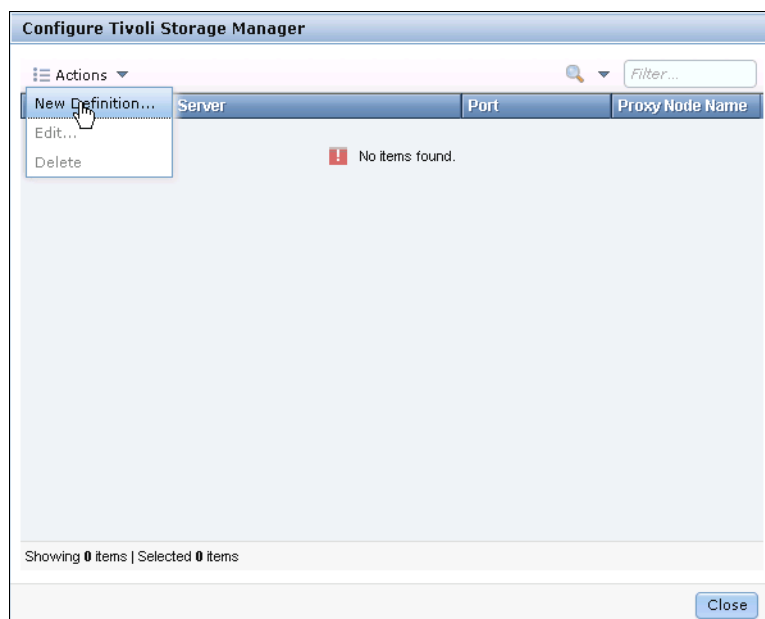 Configure Tivoli Storage Manager
Actions
Filter...
New Definition...
Server Port Proxy Node Name
Edit...
No items found.
Delete
Showing 0 items | Selected 0 items
Close